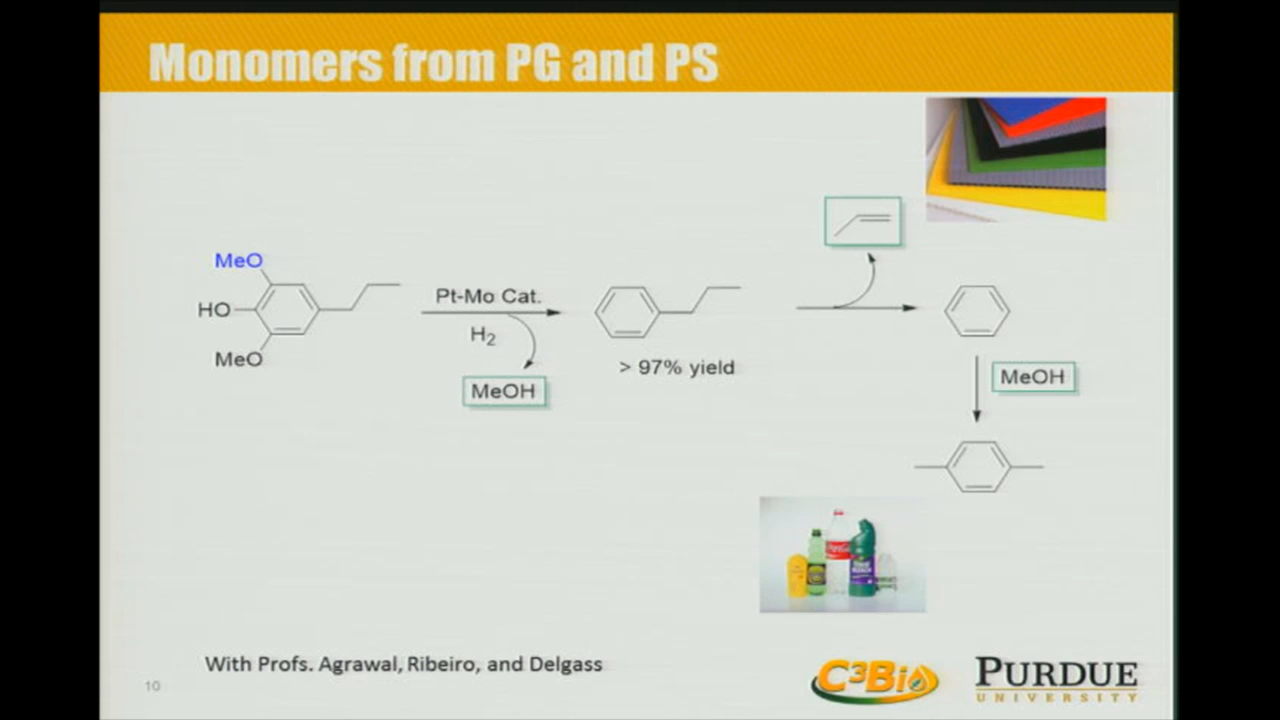 Monomers from PG and PS
MeO
HO
MeO
Pt-Mo Cat.
H2
MeOH
> 97% yield
MeOH
With Profs. Agrawal, Ribeiro, and Delgass
10
C3Bio
PURDUE
UNIVERSITY